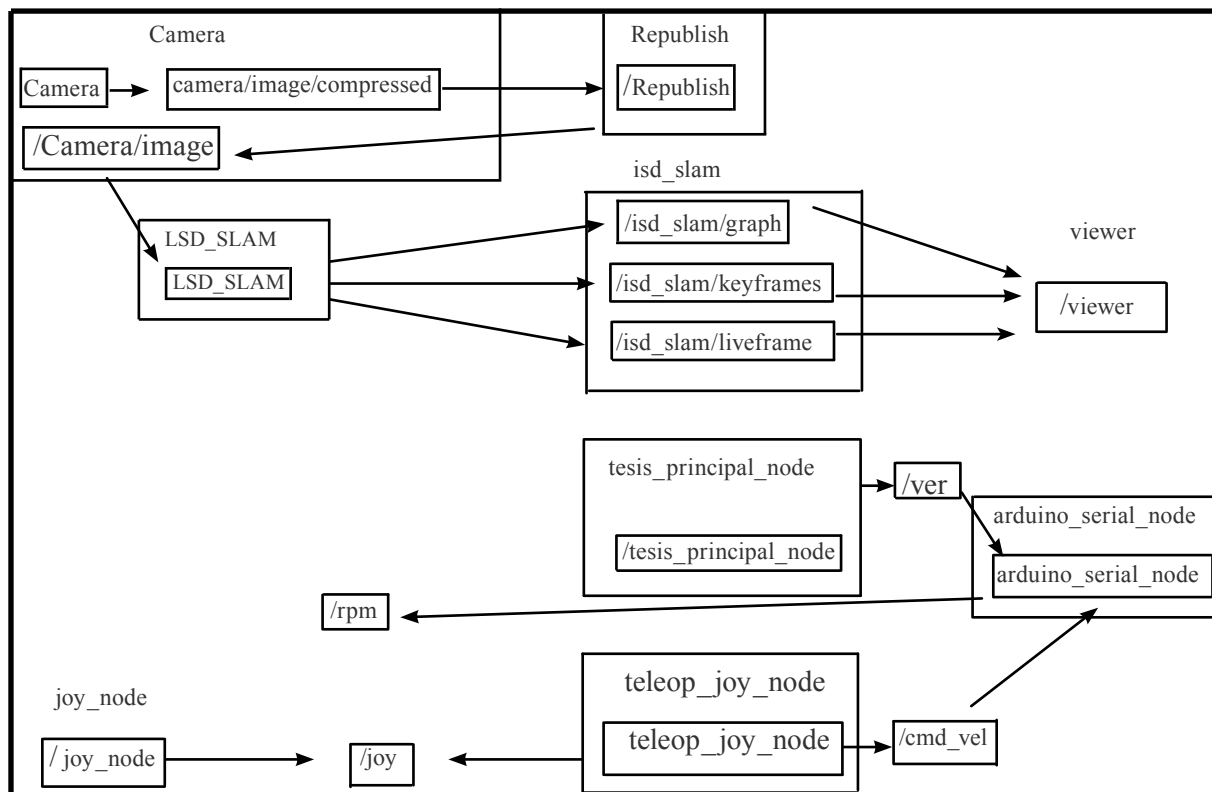 Camera
Republish
Camera
camera/image/compressed
/Republish
/Camera/image
isd_slam
LSD_SLAM
/isd_slam/graph
viewer
LSD_SLAM
/isd_slam/keyframes
/viewer
/isd_slam/liveframe
tesis_principal_node
/ver
arduino_serial_node
/tesis_principal_node
arduino_serial_node
/rpm
teleop_joy_node
joy_node
teleop_joy_node
/cmd_vel
/joy_node
/joy